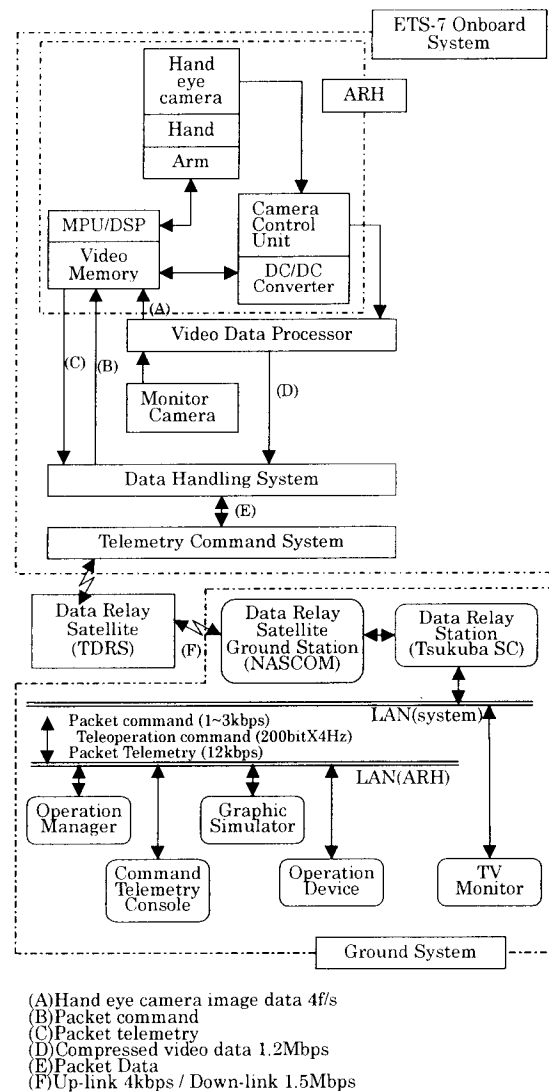 ETS-7 Onboard
System
Hand
eye
camera
Hand
Arm
ARH
MPU/DSP
Video
Memory
Camera
Control
Unit
DC/DC
Converter
(A)
Video Data Processor
(C)
(B)
Monitor
Camera
(D)
Data Handling System
(E)
Telemetry Command System
Data Relay
Satellite
(TDRS)
(F)
Data Relay
Satellite
Ground Station
(NASCOM)
Data Relay
Station
(Tsukuba SC)
LAN(system)
Packet command (1~3kbps)
Teleoperation command (200bitX4Hz)
Packet Telemetry (12kbps)
LAN(ARH)
Operation
Manager
Graphic
Simulator
Command
Telemetry
Console
Operation
Device
TV
Monitor
Ground System
(A)Hand eye camera image data 4f/s
(B)Packet command
(C)Packet telemetry
(D)Compressed video data 1.2Mbps
(E)Packet Data
(F)Up-link 4kbps / Down-link 1.5Mbps